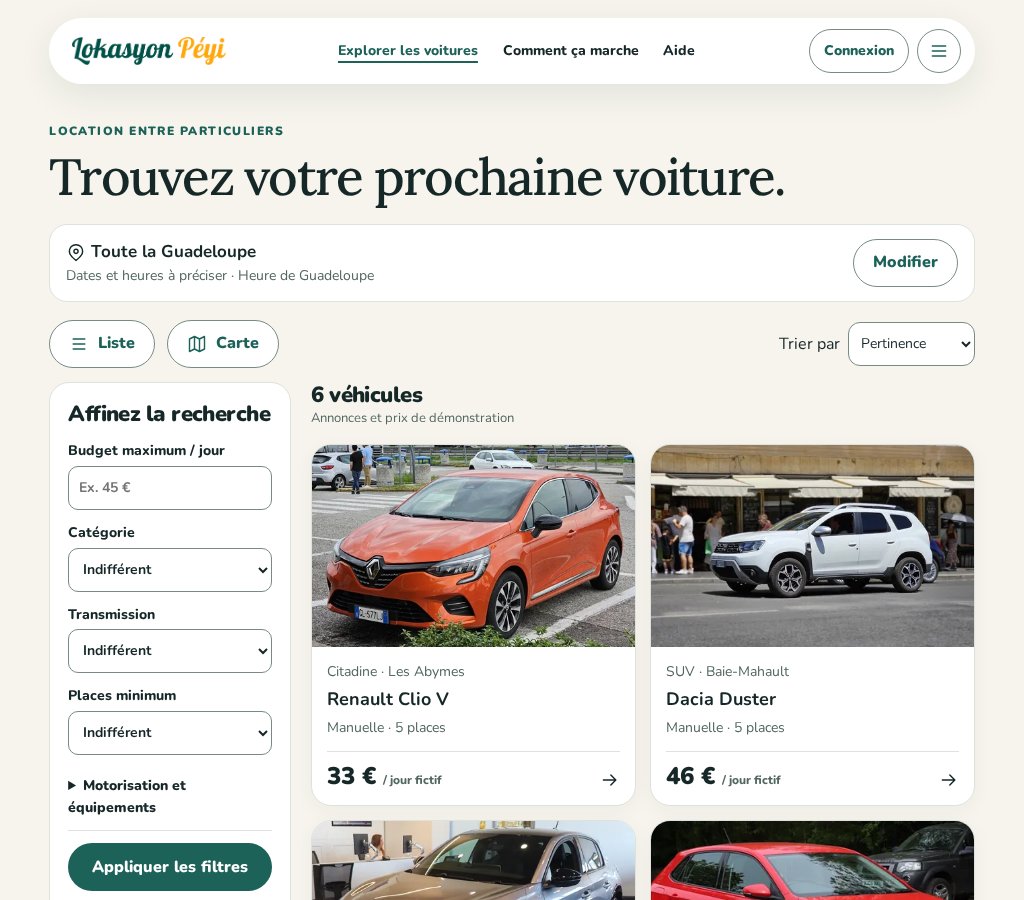 Lokasyon Péyi
Explorer les voitures
Comment ça marche
Aide
Connexion
LOCATION ENTRE PARTICULIERS
Trouvez votre prochaine voiture.
Toute la Guadeloupe
Dates et heures à préciser · Heure de Guadeloupe
Modifier
Liste
Carte
Trier par
Pertinence
Affinez la recherche
Budget maximum / jour
Ex. 45 €
Catégorie
Indifférent
Transmission
Indifférent
Places minimum
Indifférent
Motorisation et
équipements
Appliquer les filtres
6 véhicules
Annonces et prix de démonstration
Citadine · Les Abymes
Renault Clio V
Manuelle · 5 places
33 € / jour fictif
SUV · Baie-Mahault
Dacia Duster
Manuelle · 5 places
46 € / jour fictif